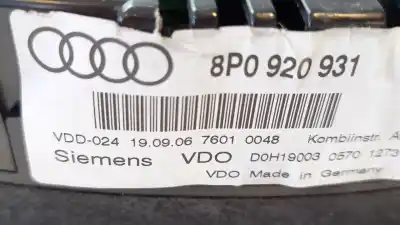 8P0 920 931
VDD-024 19.09.06 7601 0048 Kombiinstr. A
Siemens VDO D0H19003 0570 1273
VDO Made in Germany